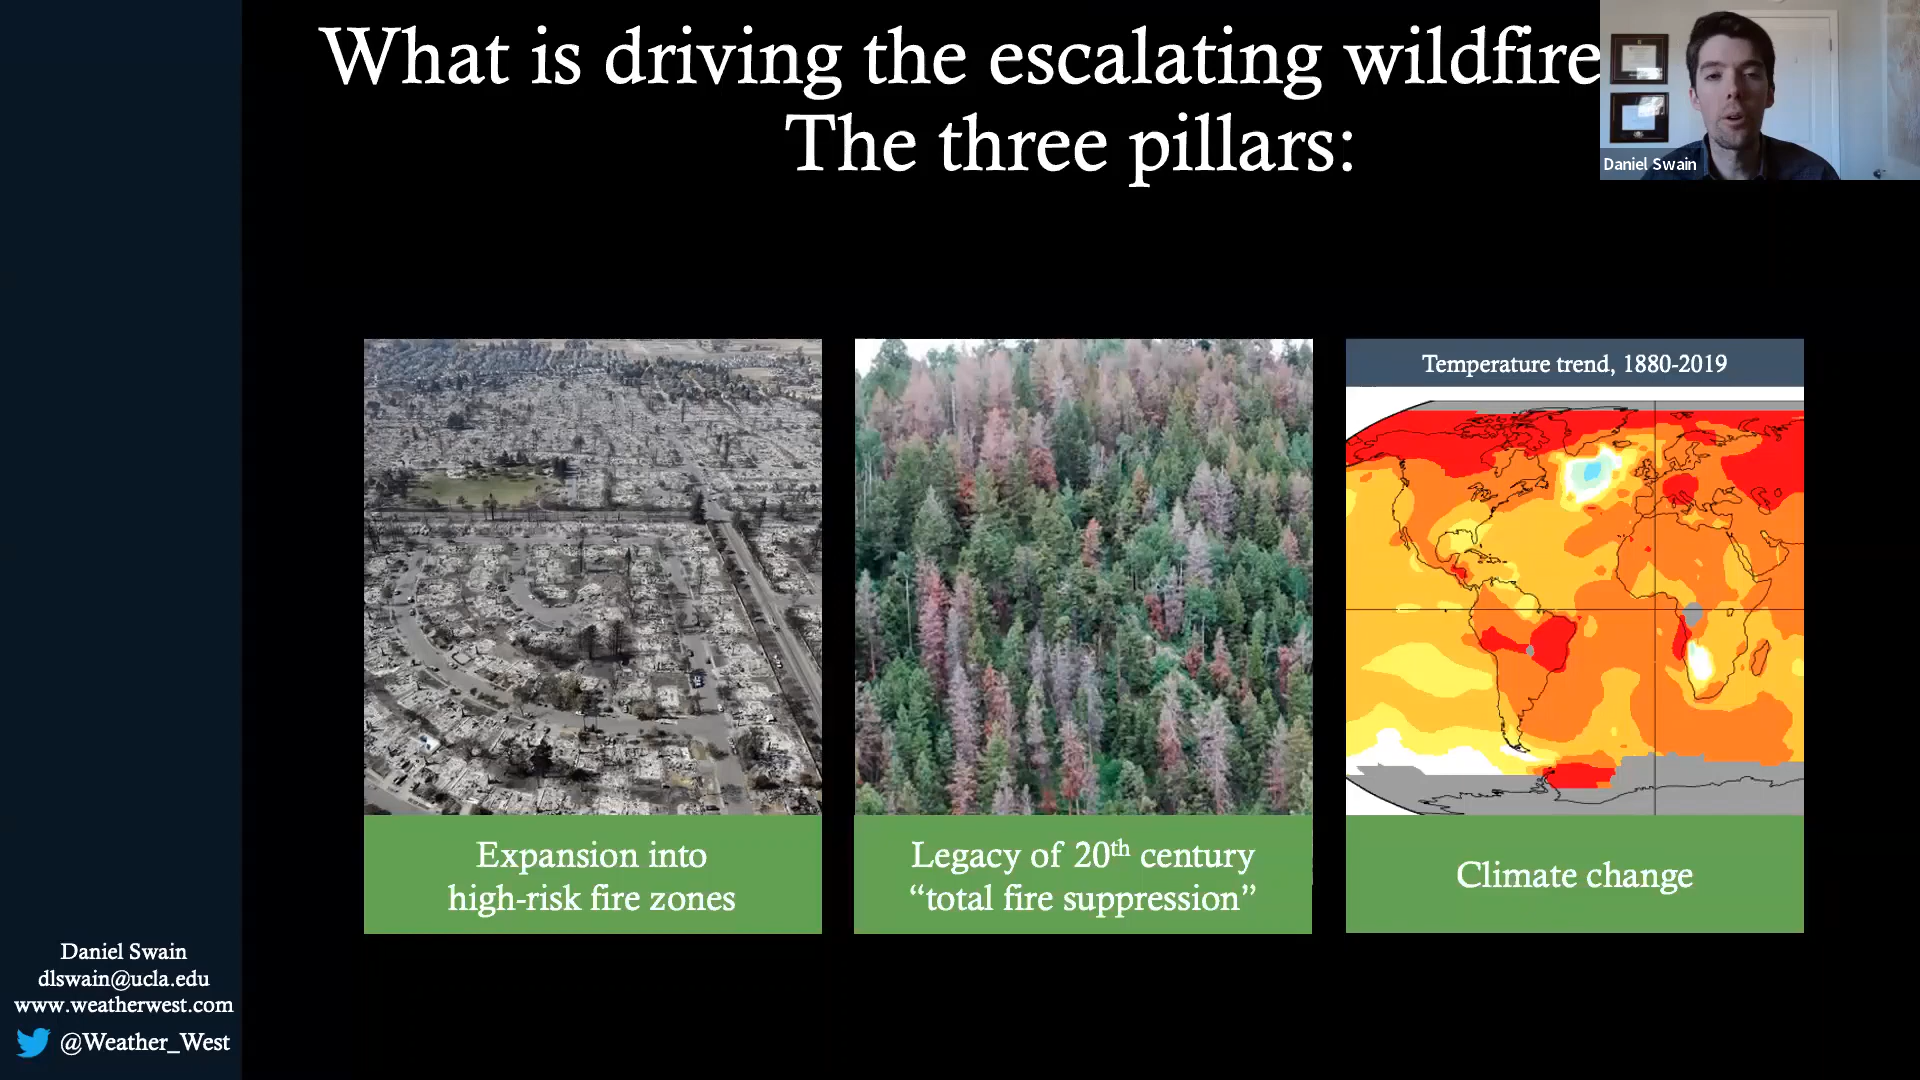 What is driving the escalating wildfire
The three pillars:
Daniel Swain
Temperature trend, 1880-2019
Expansion into
high-risk fire zones
Legacy of 20th century
“total fire suppression”
Climate change
Daniel Swain
dlswain@ucla.edu
www.weatherwest.com
@Weather_West